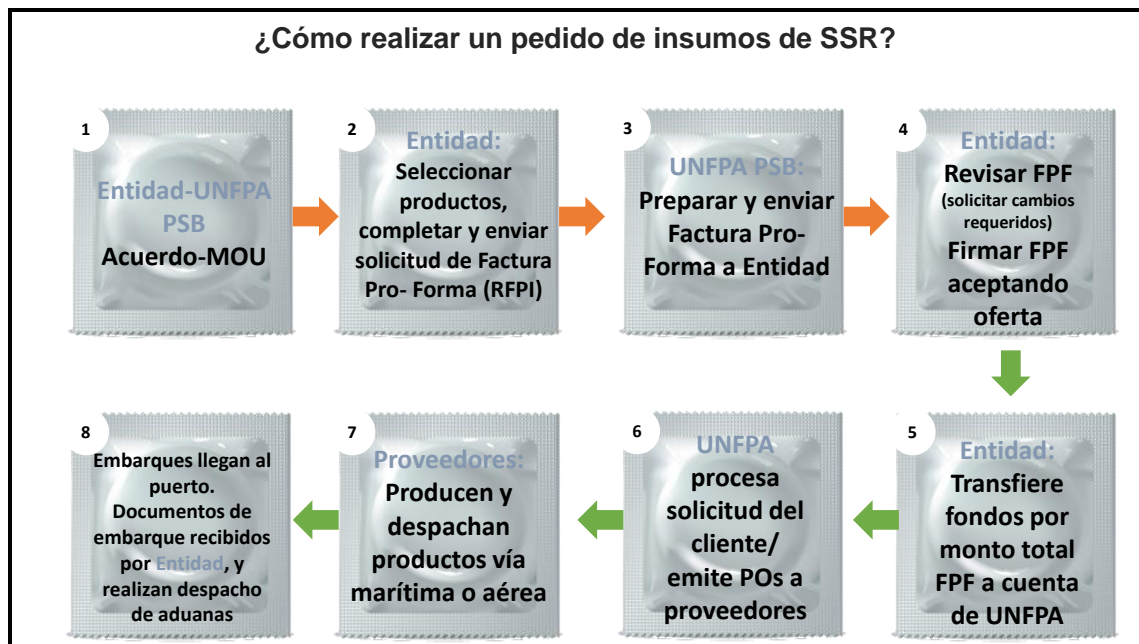 ¿Cómo realizar un pedido de insumos de SSR?
1
Entidad-UNFPA
PSB
Acuerdo-MOU
2
Entidad:
Seleccionar
productos,
completar y enviar
solicitud de Factura
Pro- Forma (RFPI)
3
UNFPA PSB:
Preparar y enviar
Factura Pro-
Forma a Entidad
4
Entidad:
Revisar FPF
(solicitar cambios
requeridos)
Firmar FPF
aceptando
oferta
5
Entidad:
Transfiere
fondos por
monto total
FPF a cuenta
de UNFPA
6
UNFPA
procesa
solicitud del
cliente/
emite POs a
proveedores
7
Proveedores:
Producen y
despachan
productos vía
marítima o aérea
8
Embarques llegan al
puerto.
Documentos de
embarque recibidos
por Entidad, y
realizan despacho
de aduanas